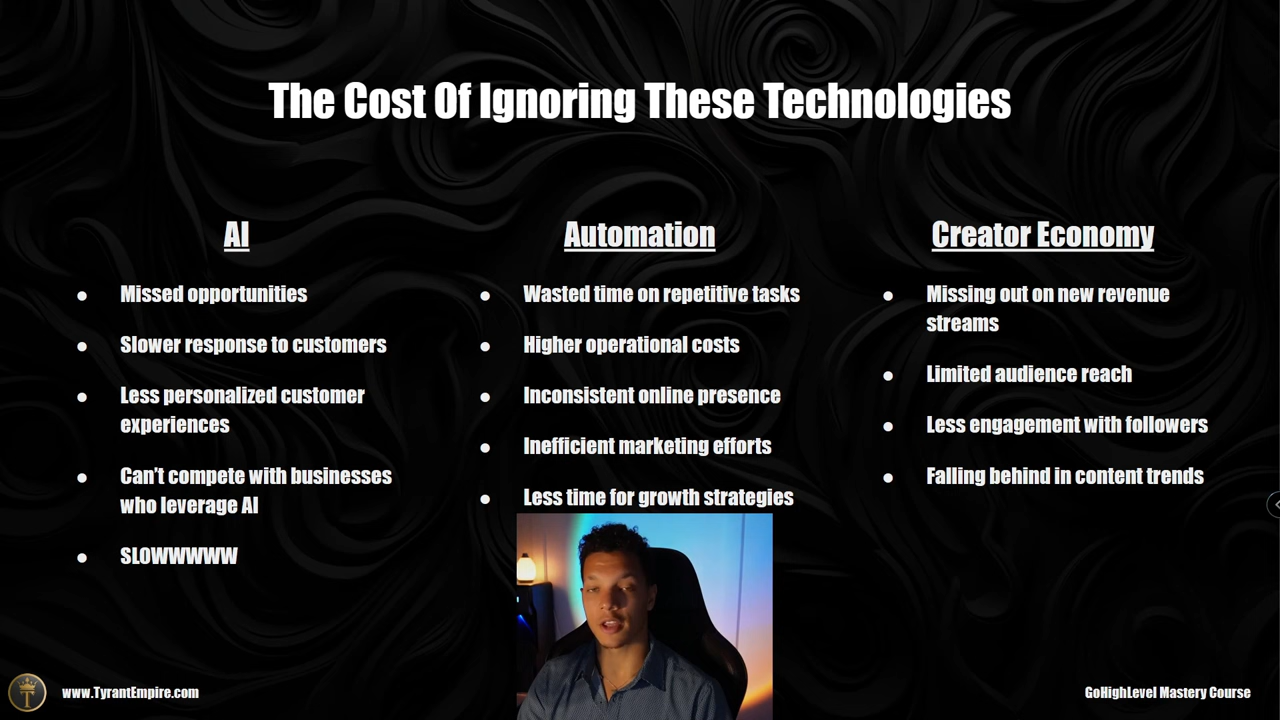 The Cost Of Ignoring These Technologies
AI
Missed opportunities
Slower response to customers
Less personalized customer
experiences
Can't compete with businesses
who leverage AI
SLOWWWWW
Automation
Wasted time on repetitive tasks
Higher operational costs
Inconsistent online presence
Inefficient marketing efforts
Less time for growth strategies
Creator Economy
Missing out on new revenue
streams
Limited audience reach
Less engagement with followers
Falling behind in content trends
T
www.TyrantEmpire.com
GoHighLevel Mastery Course